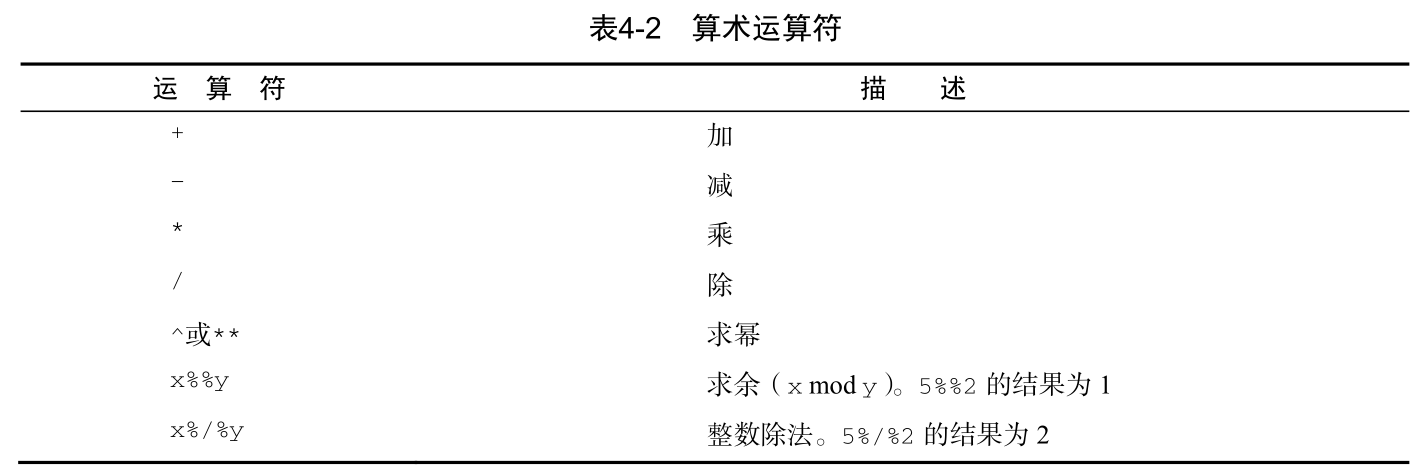 表4-2 算术运算符
运 算 符 描 述
+ 加
- 减
* 乘
/ 除
^或** 求幂
x%%y 求余（x mod y）。5%%2 的结果为 1
x%/%y 整数除法。5%/%2 的结果为 2